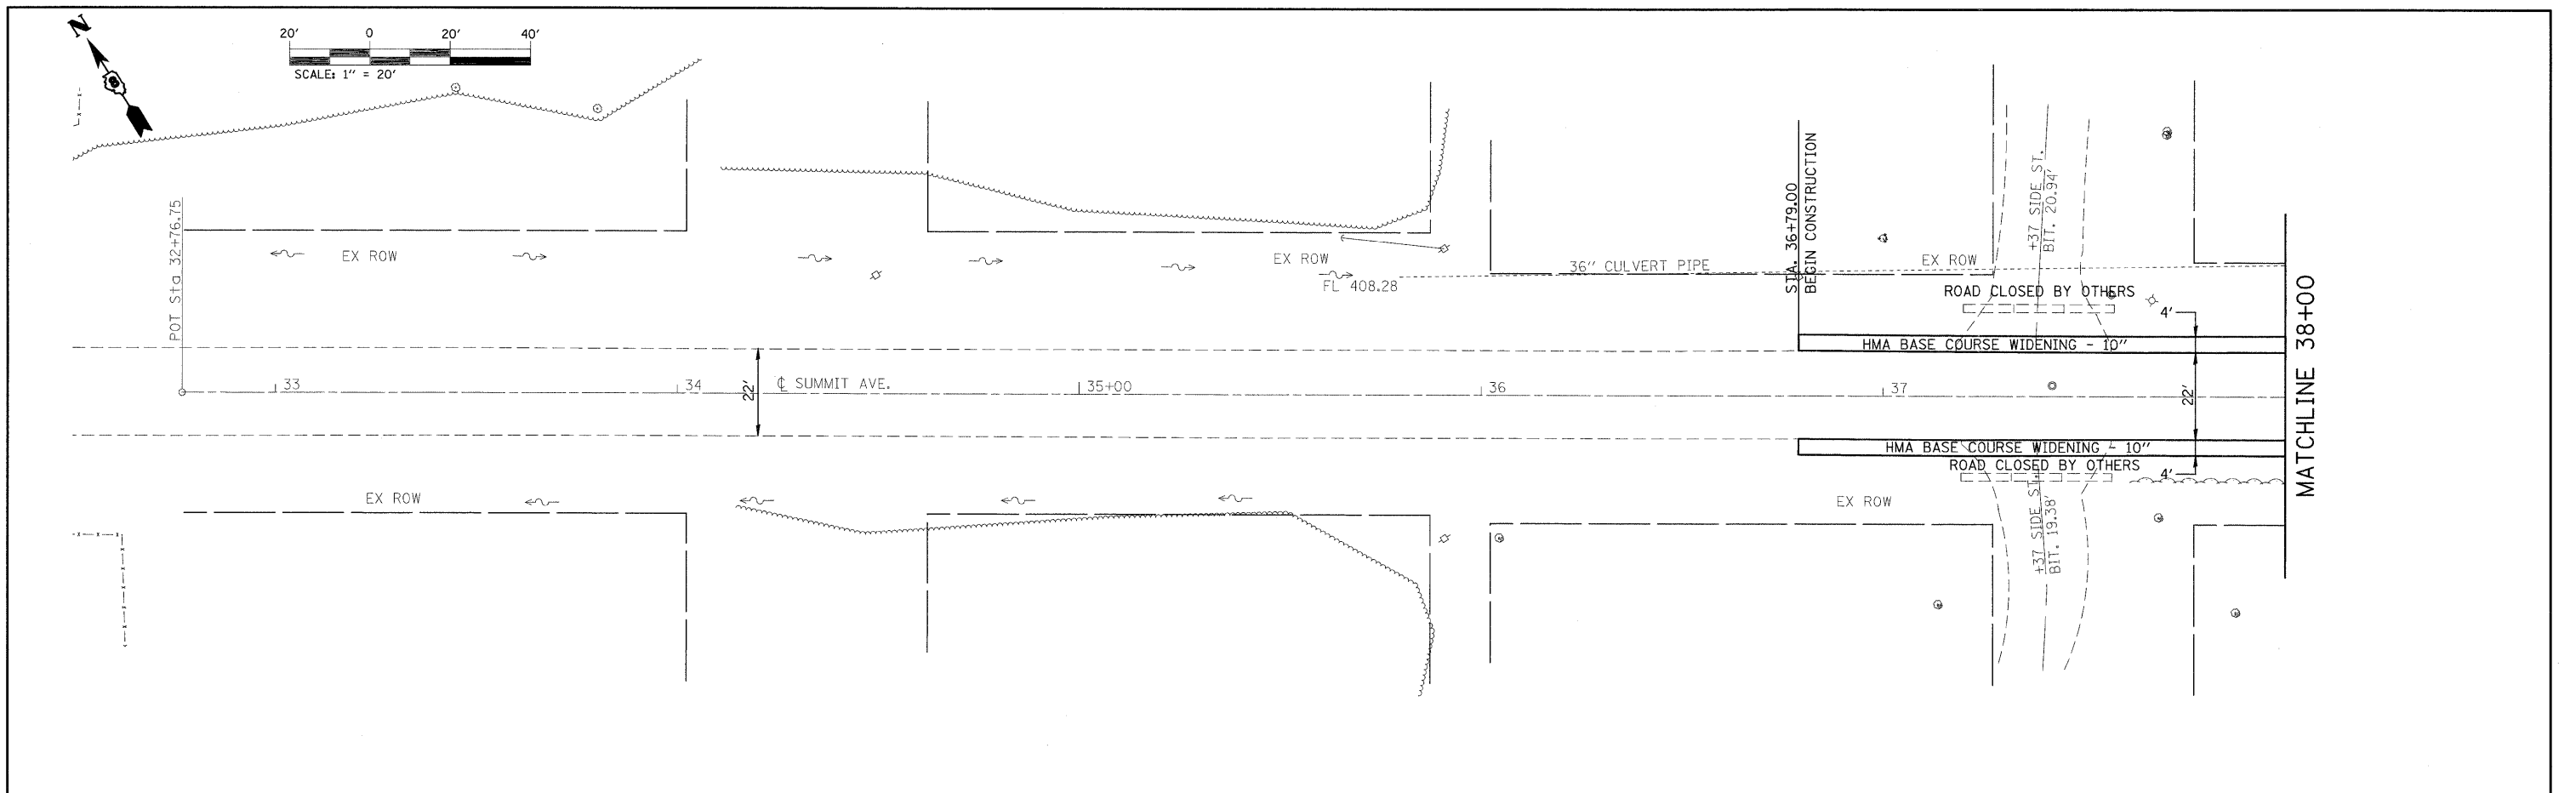 N
20' 0 20' 40'
SCALE: 1" = 20'
POT Sta 32+76.75
EX ROW
EX ROW
FL 408.28
36" CULVERT PIPE
STA. 36+79.00
BEGIN CONSTRUCTION
EX ROW
+37 SIDE ST.
BIT. 20.94'
ROAD CLOSED BY OTHERS
4'
HMA BASE COURSE WIDENING - 10"
MATCHLINE 38+00
33
34
22'
℄ SUMMIT AVE.
35+00
36
37
22'
HMA BASE COURSE WIDENING - 10"
ROAD CLOSED BY OTHERS
4'
EX ROW
EX ROW
+37 SIDE ST.
BIT. 19.38'